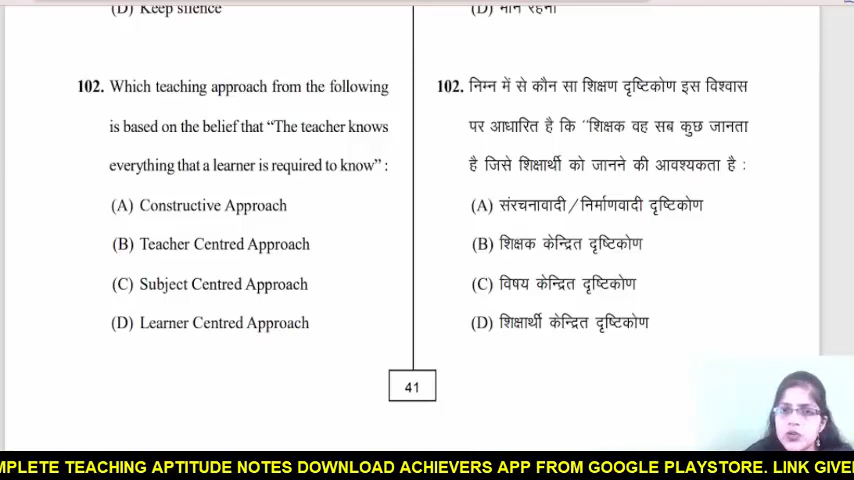 (D) Keep silence
102. Which teaching approach from the following
is based on the belief that “The teacher knows
everything that a learner is required to know” :
(A) Constructive Approach
(B) Teacher Centred Approach
(C) Subject Centred Approach
(D) Learner Centred Approach
(D) मौन रहना
102. निम्न में से कौन सा शिक्षण दृष्टिकोण इस विश्वास
पर आधारित है कि “शिक्षक वह सब कुछ जानता
है जिसे शिक्षार्थी को जानने की आवश्यकता है :
(A) संरचनावादी/निर्माणवादी दृष्टिकोण
(B) शिक्षक केन्द्रित दृष्टिकोण
(C) विषय केन्द्रित दृष्टिकोण
(D) शिक्षार्थी केन्द्रित दृष्टिकोण
41
MPLETE TEACHING APTITUDE NOTES DOWNLOAD ACHIEVERS APP FROM GOOGLE PLAYSTORE. LINK GIVE